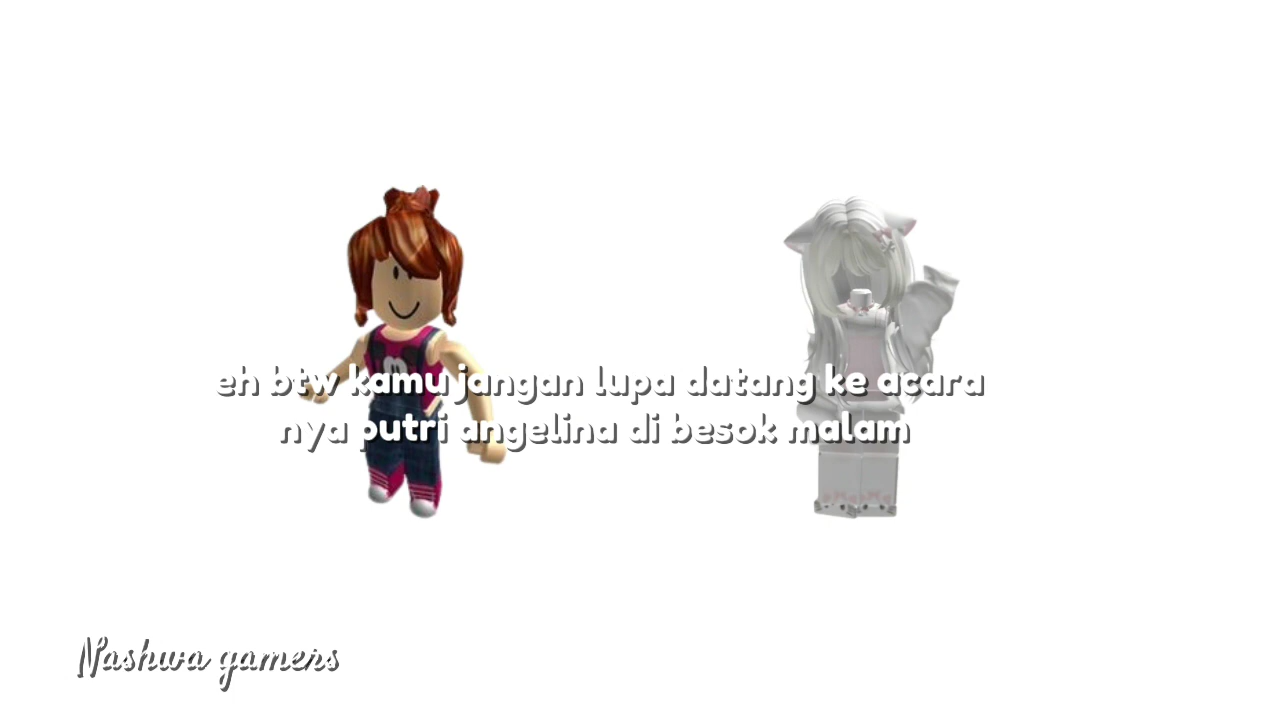 eh btw kamu jangan lupa datang ke acara
nya putri angelina di besok malam
Nashwa gamers